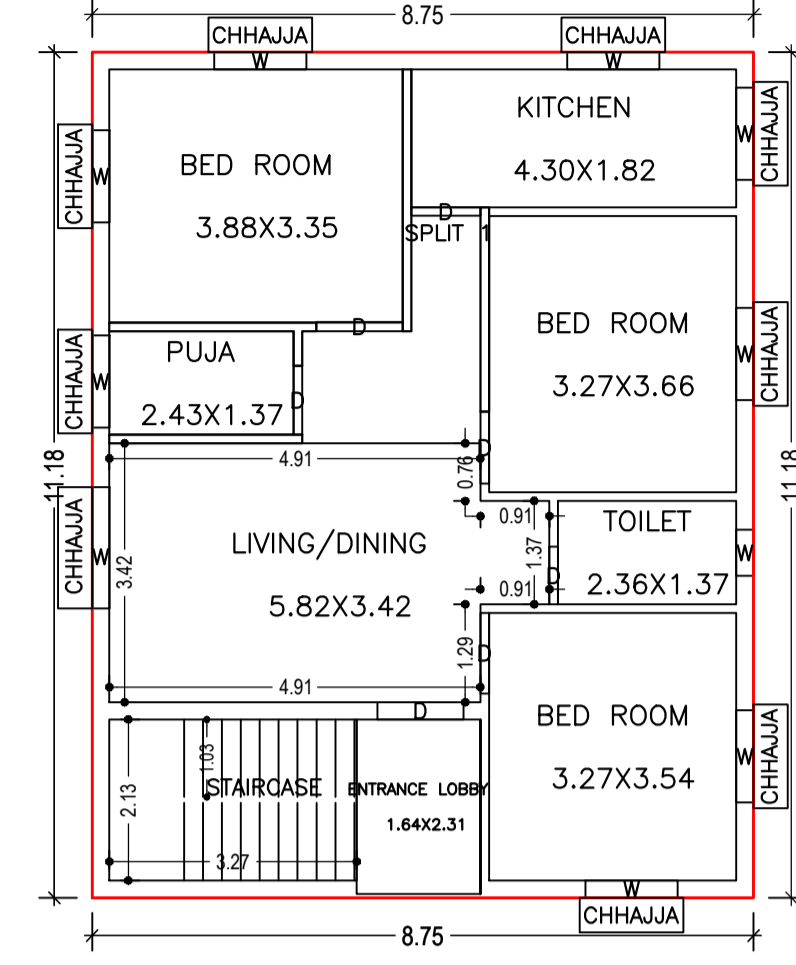 8.75
CHHAJJA
CHHAJJA
W
W
CHHAJJA
W
CHHAJJA
W
BED ROOM
3.88X3.35
KITCHEN
4.30X1.82
D
SPLIT 1
D
CHHAJJA
W
PUJA
2.43X1.37
D
BED ROOM
3.27X3.66
W
CHHAJJA
11.18
11.18
4.91
0.76
D
CHHAJJA
W
LIVING/DINING
5.82X3.42
3.42
0.91
1.37
0.91
D
TOILET
2.36X1.37
W
CHHAJJA
1.29
D
4.91
D
BED ROOM
3.27X3.54
W
CHHAJJA
1.03
2.13
STAIRCASE
3.27
ENTRANCE LOBBY
1.64X2.31
W
CHHAJJA
8.75